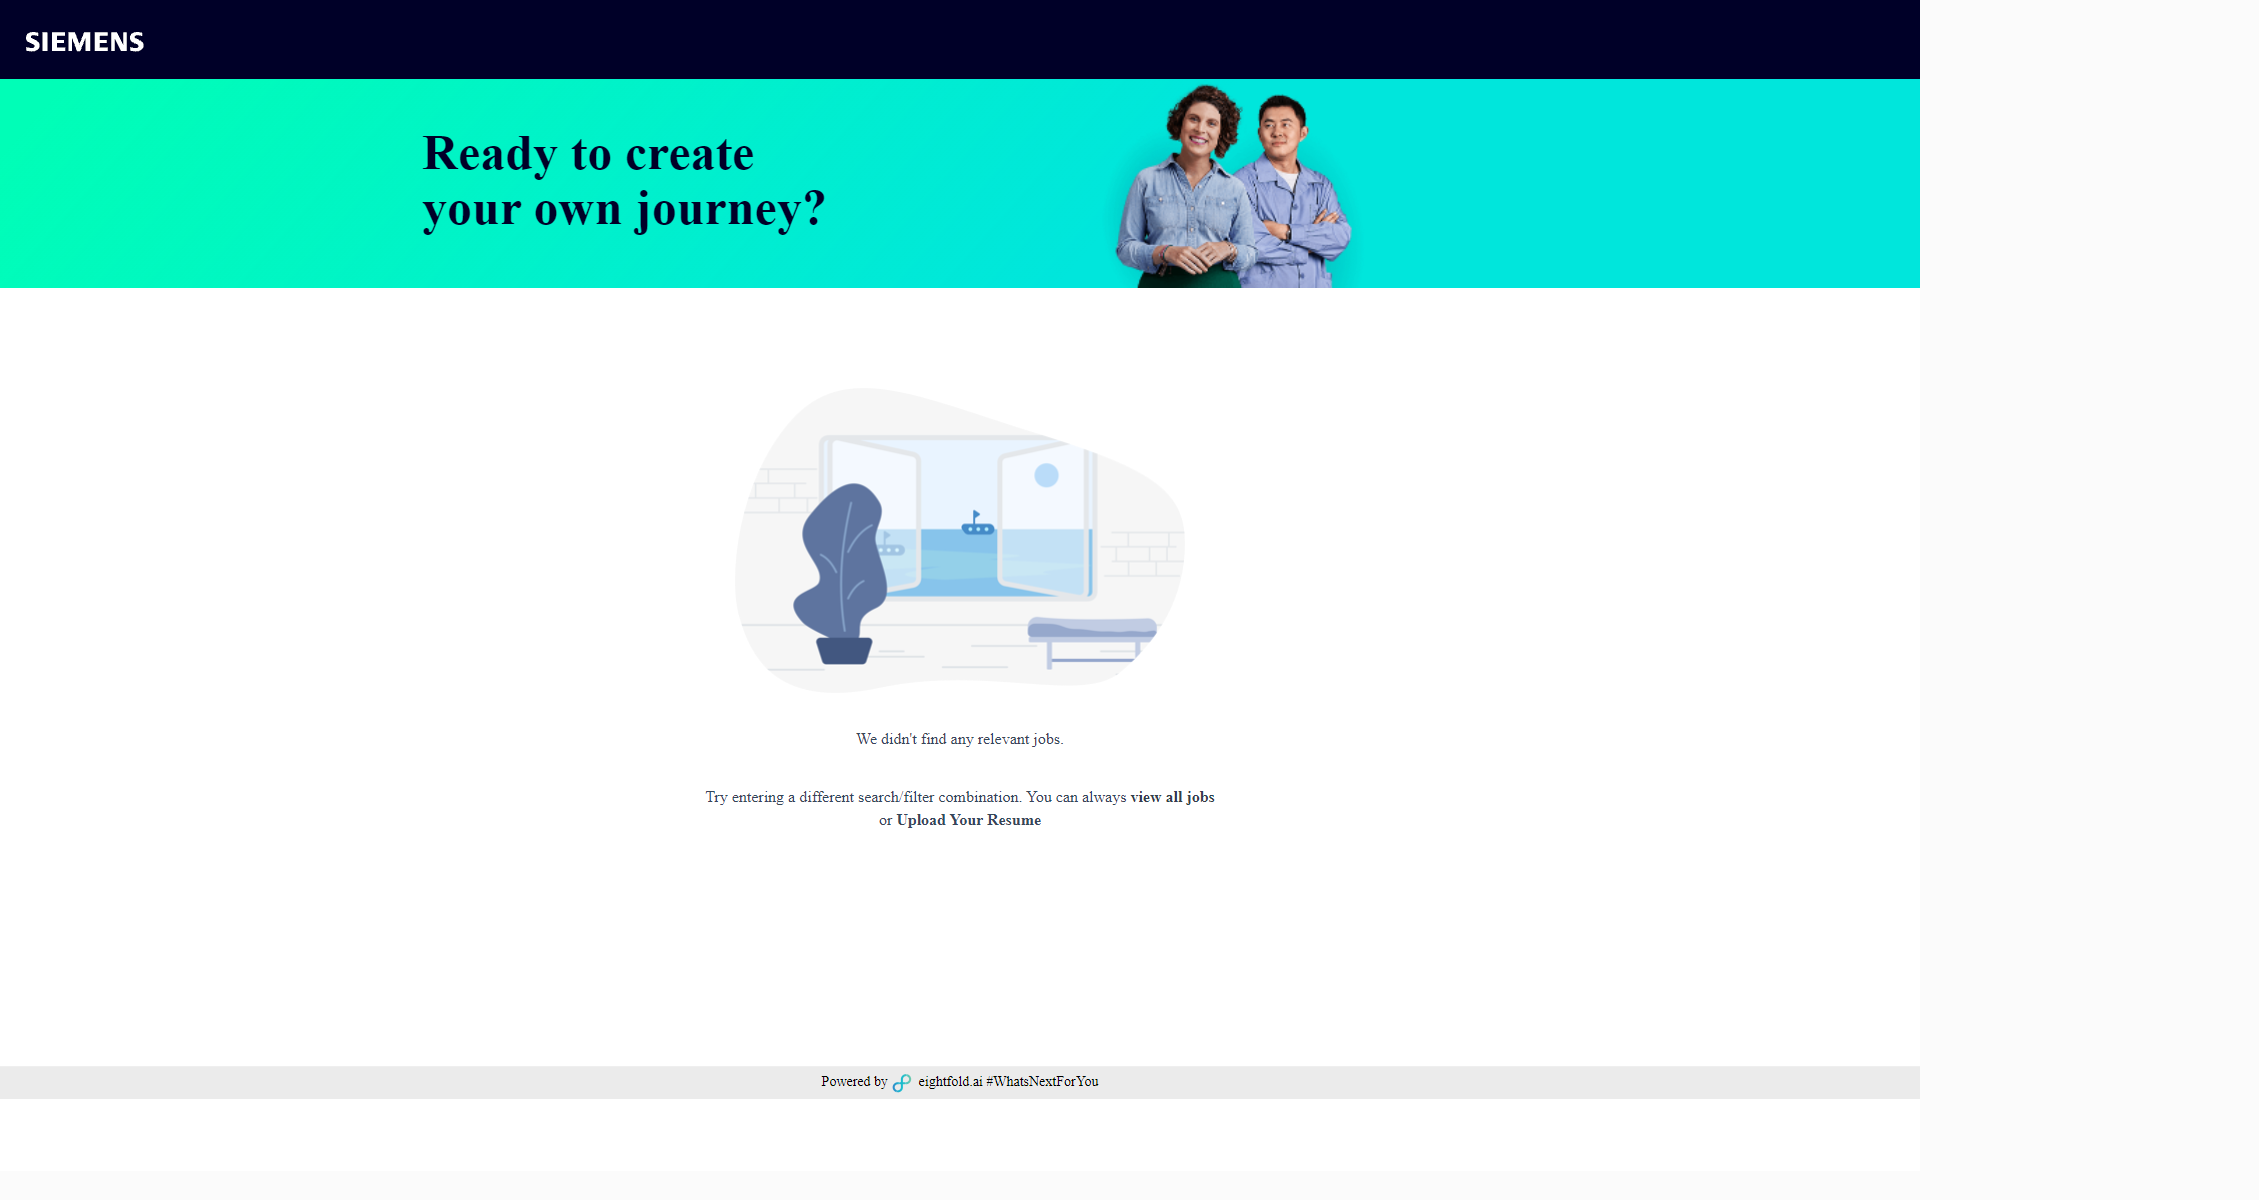 SIEMENS
Ready to create
your own journey?
We didn't find any relevant jobs.
Try entering a different search/filter combination. You can always view all jobs
or Upload Your Resume
Powered by eightfold.ai #WhatsNextForYou